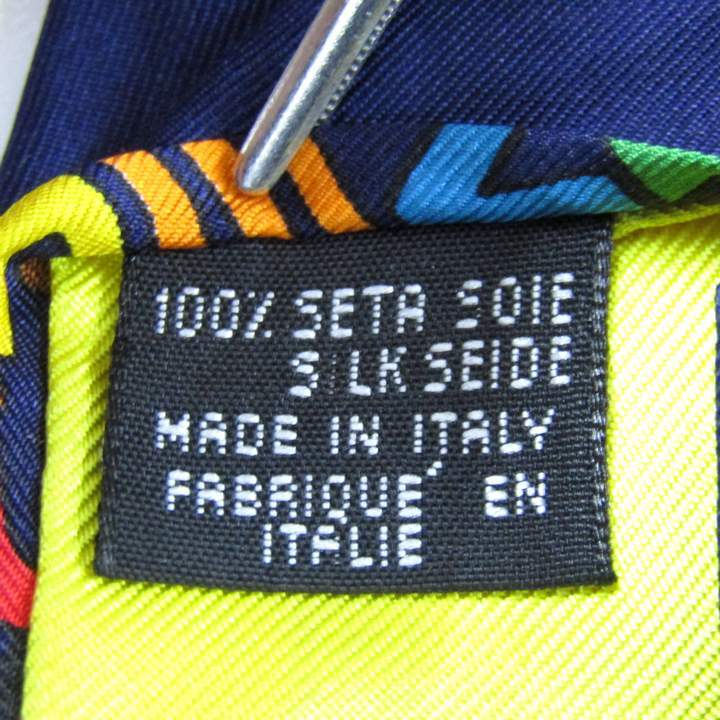 100% SETA SOIE
SILK SEIDE
MADE IN ITALY
FABRIQUÉ EN
ITALIE